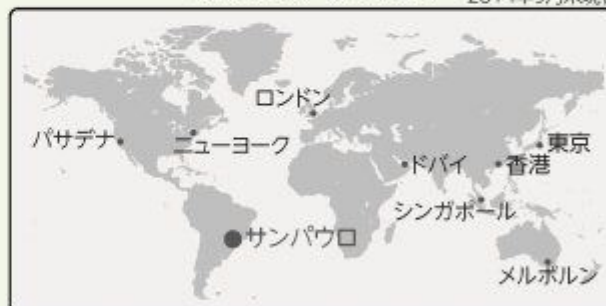 ロンドン
パサデナ
ニューヨーク
東京
ドバイ
香港
シンガポール
サンパウロ
メルボルン